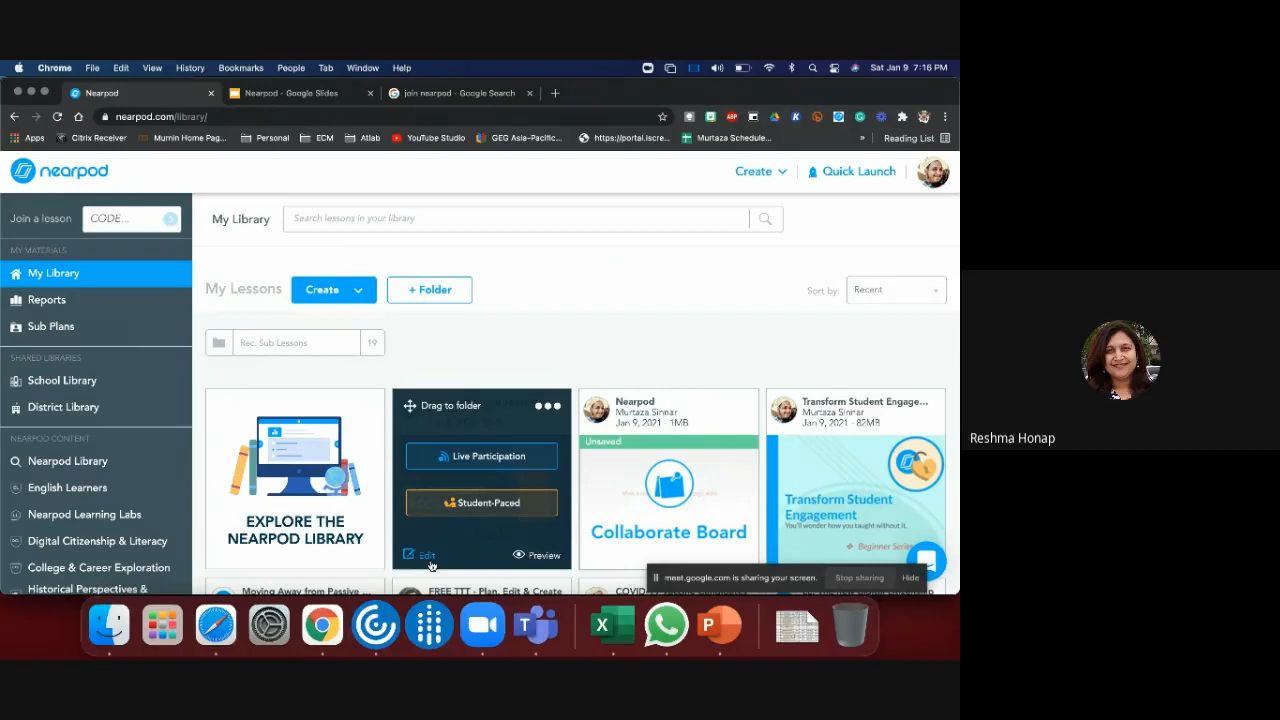 Chrome File Edit View History Bookmarks People Tab Window Help
Sat Jan 9 7:16 PM
Nearpod
Nearpod - Google Slides
join nearpod - Google Search
nearpod.com/library/
Apps
Citrix Receiver
Mumin Home Pag...
Personal
ECM
Atlab
YouTube Studio
GEG Asia-Pacific...
https://portal.iscre...
Murtaza Schedule...
»
Reading List
nearpod
Create
Quick Launch
Join a lesson
CODE...
My Library
Search lessons in your library
MY MATERIALS
My Library
Reports
Sub Plans
SHARED LIBRARIES
School Library
District Library
NEARPOD CONTENT
Nearpod Library
English Learners
Nearpod Learning Labs
Digital Citizenship & Literacy
College & Career Exploration
Historical Perspectives &
My Lessons
Create
+ Folder
Sort by:
Recent
Rec. Sub Lessons
19
EXPLORE THE
NEARPOD LIBRARY
Drag to folder
Live Participation
Student-Paced
Edit
Preview
Nearpod
Murtaza Sinnar
Jan 9, 2021 - 1MB
Unsaved
Collaborate Board
Transform Student Engage...
Murtaza Sinnar
Jan 9, 2021 - 82MB
Transform Student
Engagement
You'll wonder how you taught without it.
Beginner Series
Moving Away from Passive
FREE TTT - Plan, Edit & Create
meet.google.com is sharing your screen.
Stop sharing
Hide
Reshma Honap